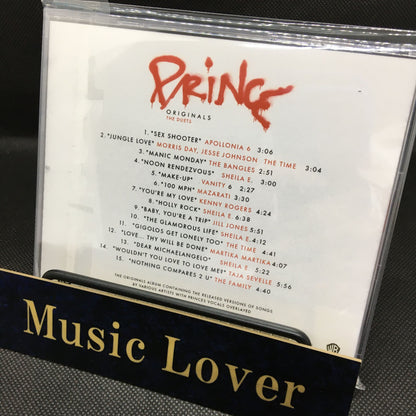 PRINCE
ORIGINALS
THE DUETS
1. "SEX SHOOTER" APOLLONIA 6 3:06
2. "JUNGLE LOVE" MORRIS DAY, JESSE JOHNSON THE TIME 3:04
3. "MANIC MONDAY" THE BANGLES 2:51
4. "NOON RENDEZVOUS" SHEILA E. 3:00
5. "MAKE-UP" VANITY 6 2:27
6. "100 MPH" MAZARATI 3:30
7. "YOU'RE MY LOVE" KENNY ROGERS 4:24
8. "HOLLY ROCK" SHEILA E 6:38
9. "BABY, YOU'RE A TRIP" JILL JONES 5:51
10. "THE GLAMOROUS LIFE" SHEILA E. 4:12
11. "GIGOLOS GET LONELY TOO" THE TIME 4:41
12. "LOVE... THY WILL BE DONE" MARTIKA MARTIKA 4:07
13. "DEAR MICHAELANGELO" SHEILA E
14. "WOULDN'T YOU LOVE TO LOVE ME?" TAJA SEVELLE 5:56
15. "NOTHING COMPARES 2 U" THE FAMILY 4:40
THE ORIGINALS ALBUM CONTAINING THE RELEASED VERSIONS OF SONGS
BY VARIOUS ARTISTS WITH PRINCES VOCALS OVERLAYED
Music Lover